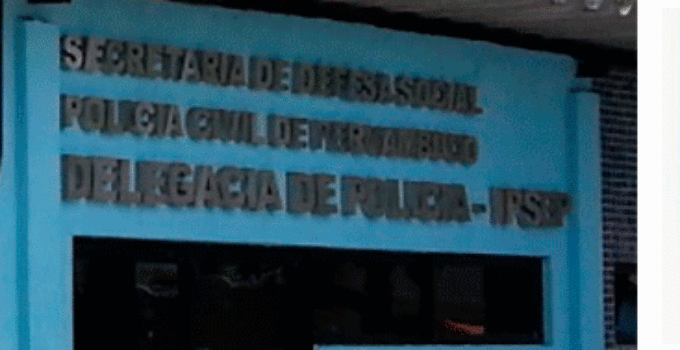 SECRETARIA DE DEFESA SOCIAL
POLICIA CIVIL DE PERNAMBUCO
DELEGACIA DE POLICIA - IPSEP